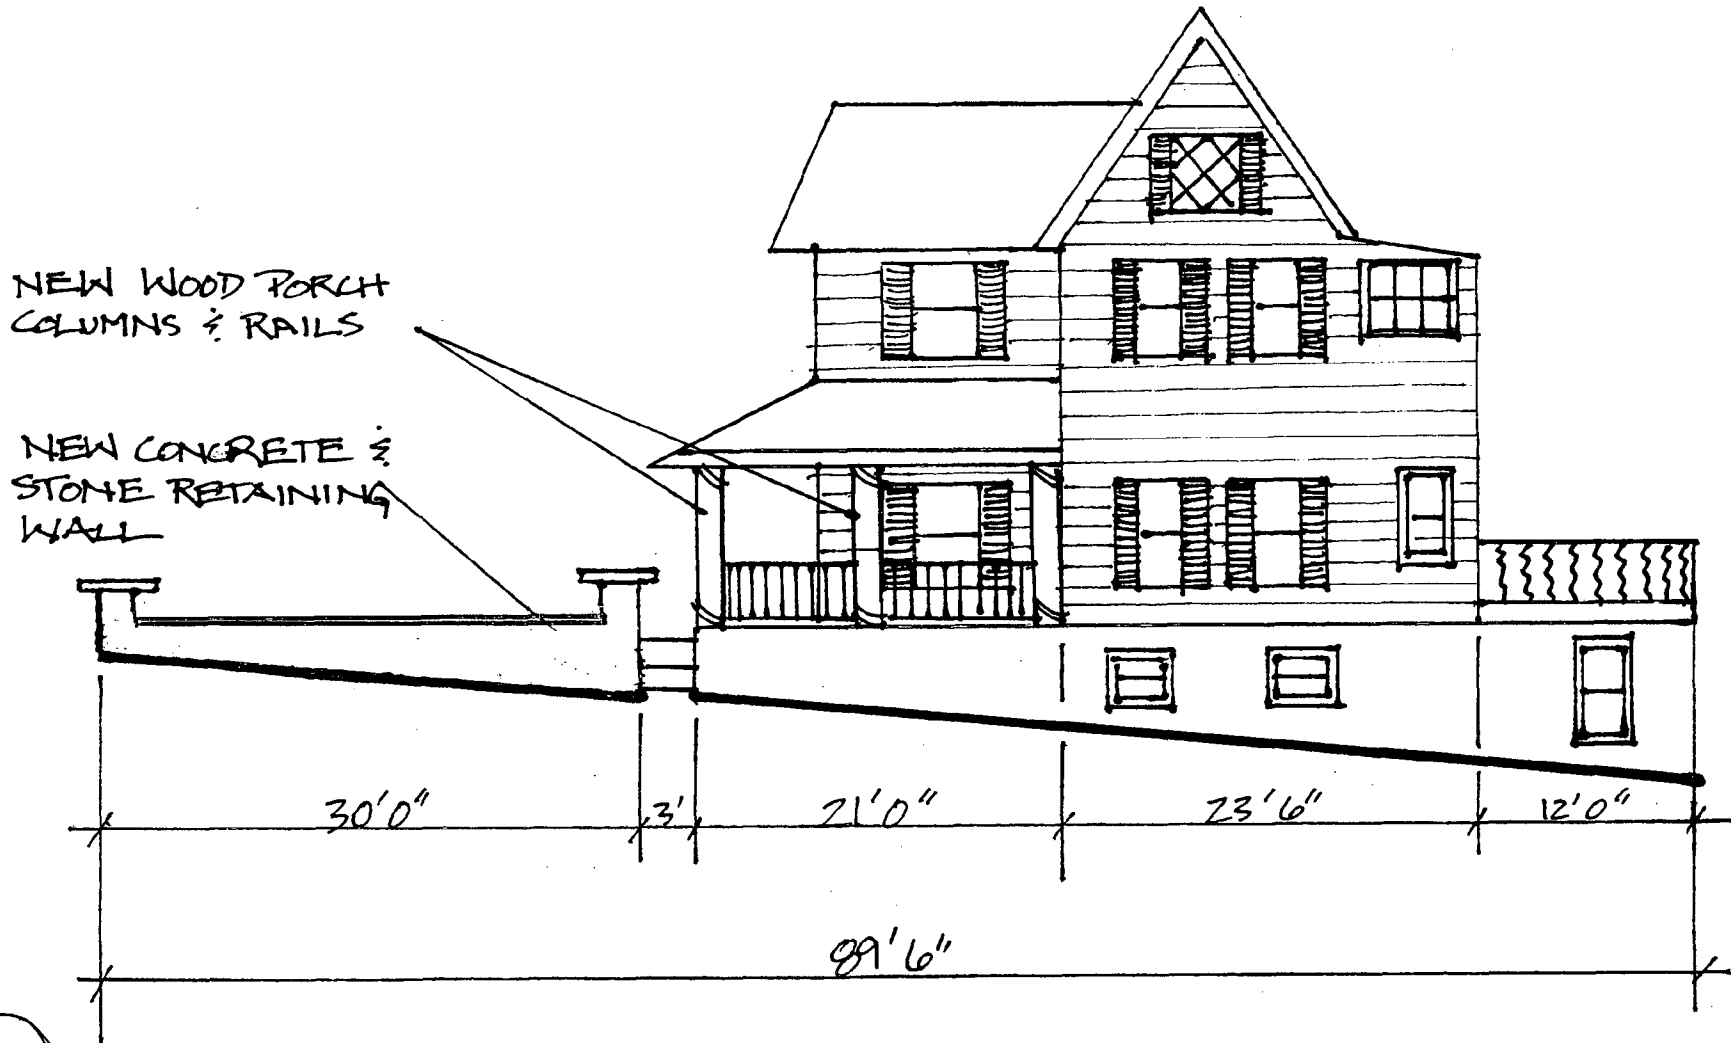 NEW WOOD PORCH
COLUMNS & RAILS
NEW CONCRETE &
STONE RETAINING
WALL
30'0" 3' 21'0" 23'6" 12'0"
89'6"